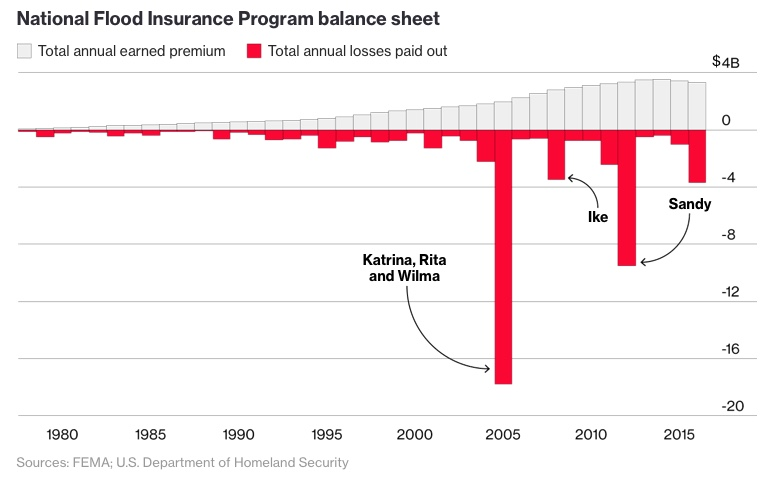 National Flood Insurance Program balance sheet
Total annual earned premium
Total annual losses paid out
$4B
0
-4
-8
-12
-16
-20
Ike
Sandy
Katrina, Rita
and Wilma
1980 1985 1990 1995 2000 2005 2010 2015
Sources: FEMA; U.S. Department of Homeland Security